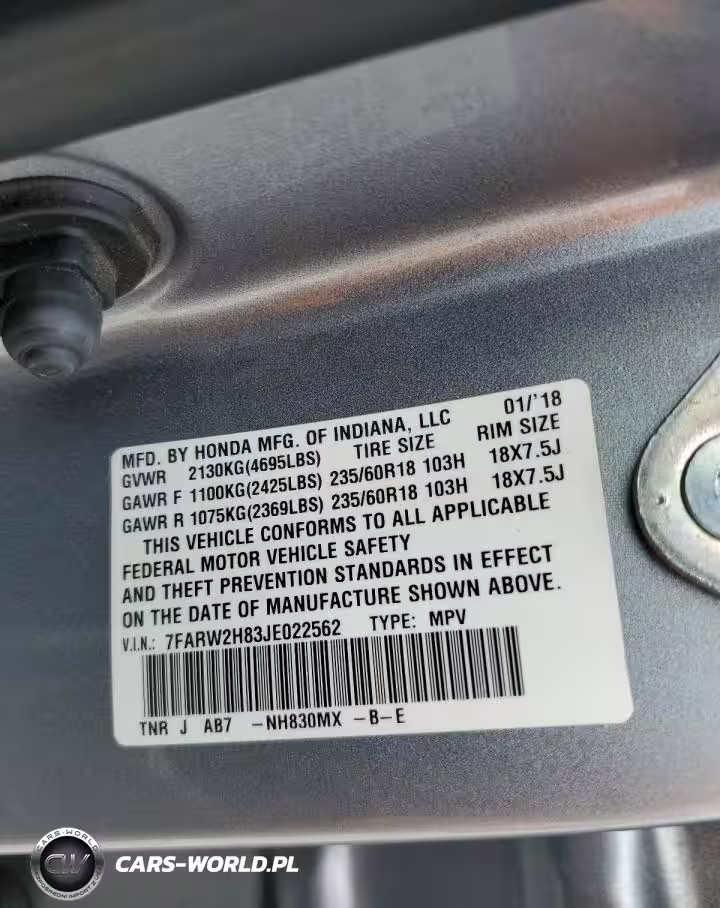 MFD. BY HONDA MFG. OF INDIANA, LLC 01/'18
GVWR 2130KG(4695LBS) TIRE SIZE RIM SIZE
GAWR F 1100KG(2425LBS) 235/60R18 103H 18X7.5J
GAWR R 1075KG(2369LBS) 235/60R18 103H 18X7.5J
THIS VEHICLE CONFORMS TO ALL APPLICABLE
FEDERAL MOTOR VEHICLE SAFETY
AND THEFT PREVENTION STANDARDS IN EFFECT
ON THE DATE OF MANUFACTURE SHOWN ABOVE.
V.I.N.: 7FARW2H83JE022562 TYPE: MPV
TNR J AB7 -NH830MX -B-E
CARS-WORLD
CW
CARS-WORLD.PL